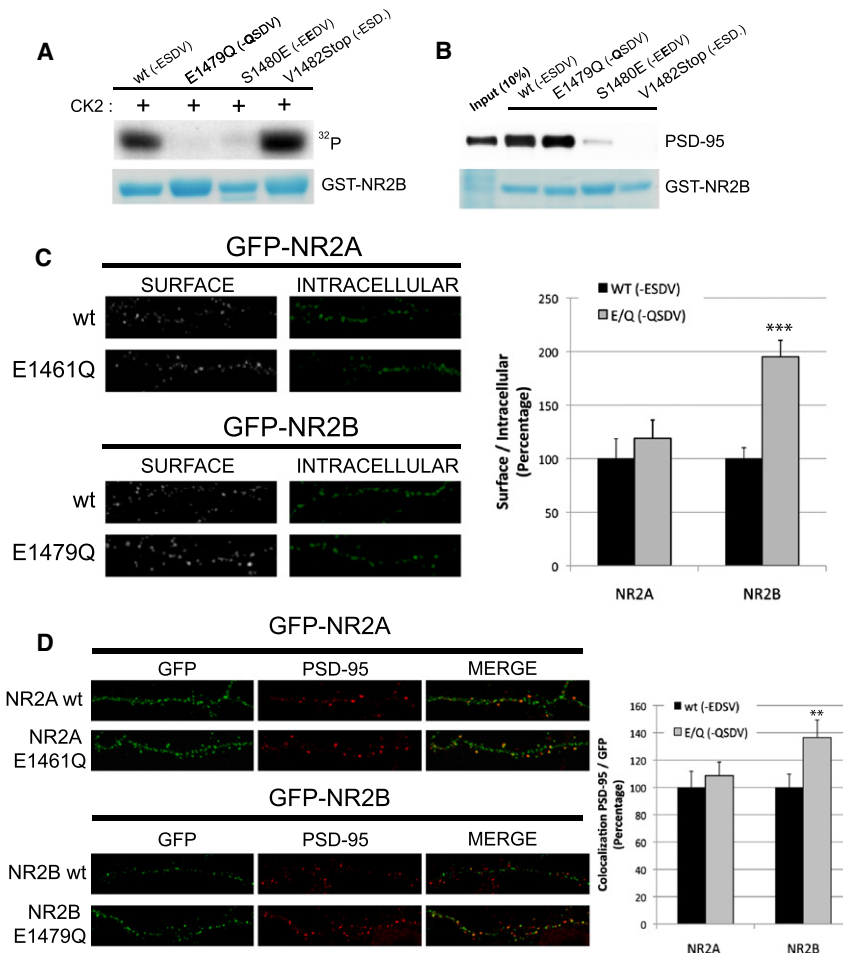 A
wt (-ESDV)
E1479Q (-QSDV)
S1480E (-EEDV)
V1482Stop (-ESD.)
CK2 : + + + +
32P
GST-NR2B
B
Input (10%)
wt (-ESDV)
E1479Q (-QSDV)
S1480E (-EEDV)
V1482Stop (-ESD.)
PSD-95
GST-NR2B
C
GFP-NR2A
SURFACE INTRACELLULAR
wt
E1461Q
GFP-NR2B
SURFACE INTRACELLULAR
wt
E1479Q
WT (-ESDV)
E/Q (-QSDV)
***
Surface / Intracellular
(Percentage)
250
200
150
100
50
0
NR2A NR2B
D
GFP-NR2A
GFP PSD-95 MERGE
NR2A wt
NR2A
E1461Q
GFP-NR2B
GFP PSD-95 MERGE
NR2B wt
NR2B
E1479Q
wt (-EDSV)
E/Q (-QSDV)
**
Colocalization PSD-95 / GFP
(Percentage)
160
140
120
100
80
60
40
20
0
NR2A NR2B